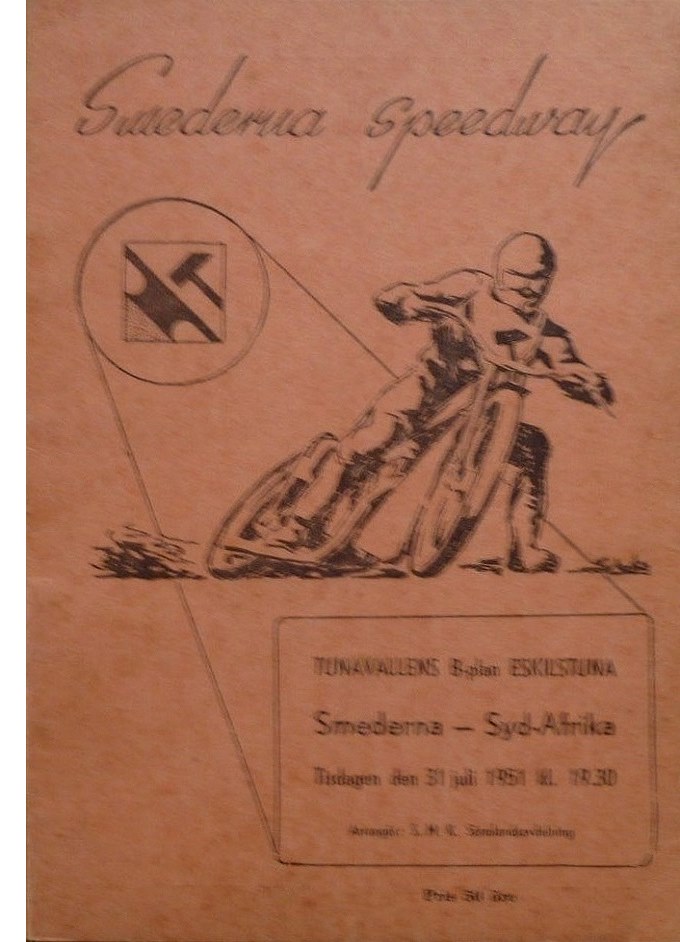 Smederna speedway
TUNAVALLENS B-plan ESKILSTUNA
Smederna – Syd-Afrika
Tisdagen den 31 juli 1951 kl. 19.30
Arrangör: S. M. K. Sörmlandsavdelning
Pris 50 öre